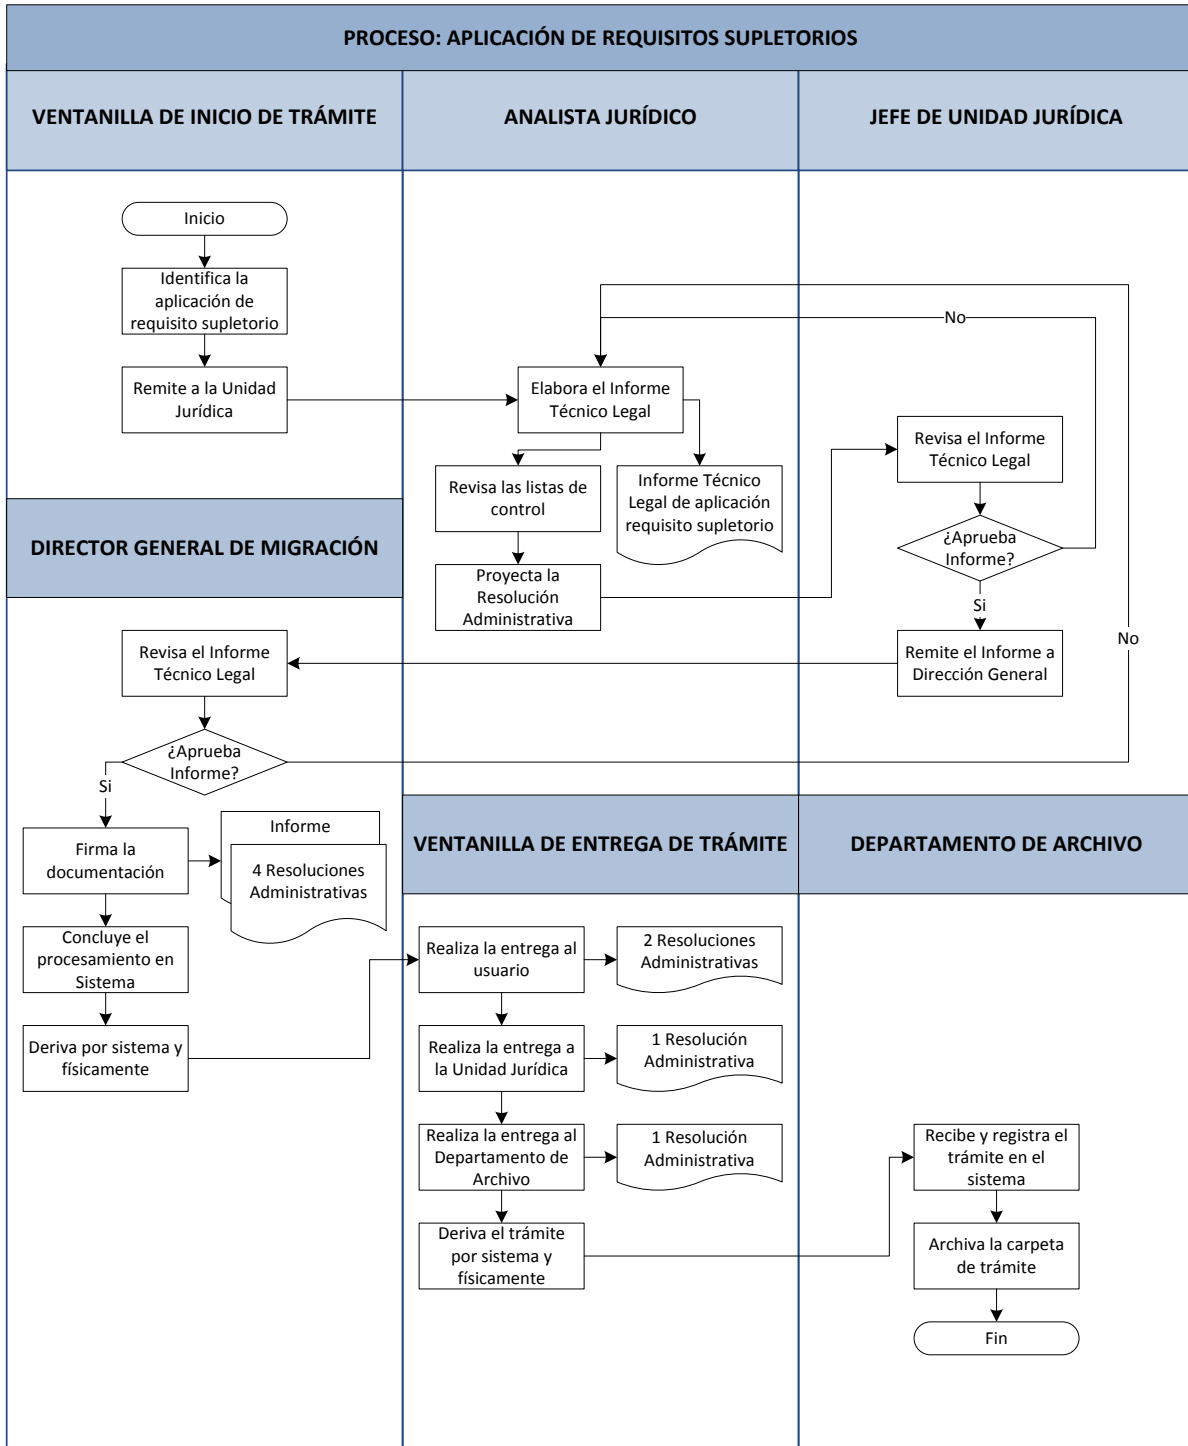 PROCESO: APLICACIÓN DE REQUISITOS SUPLETORIOS
VENTANILLA DE INICIO DE TRÁMITE
ANALISTA JURÍDICO
JEFE DE UNIDAD JURÍDICA
Inicio
Identifica la
aplicación de
requisito supletorio
Remite a la Unidad
Jurídica
Elabora el Informe
Técnico Legal
Revisa las listas de
control
Informe Técnico
Legal de aplicación
requisito supletorio
Proyecta la
Resolución
Administrativa
No
Revisa el Informe
Técnico Legal
¿Aprueba
Informe?
Si
Remite el Informe a
Dirección General
No
DIRECTOR GENERAL DE MIGRACIÓN
Revisa el Informe
Técnico Legal
¿Aprueba
Informe?
Si
Firma la
documentación
Informe
4 Resoluciones
Administrativas
Concluye el
procesamiento en
Sistema
Deriva por sistema y
físicamente
VENTANILLA DE ENTREGA DE TRÁMITE
Realiza la entrega al
usuario
2 Resoluciones
Administrativas
Realiza la entrega a
la Unidad Jurídica
1 Resolución
Administrativa
Realiza la entrega al
Departamento de
Archivo
1 Resolución
Administrativa
Deriva el trámite
por sistema y
físicamente
DEPARTAMENTO DE ARCHIVO
Recibe y registra el
trámite en el
sistema
Archiva la carpeta
de trámite
Fin